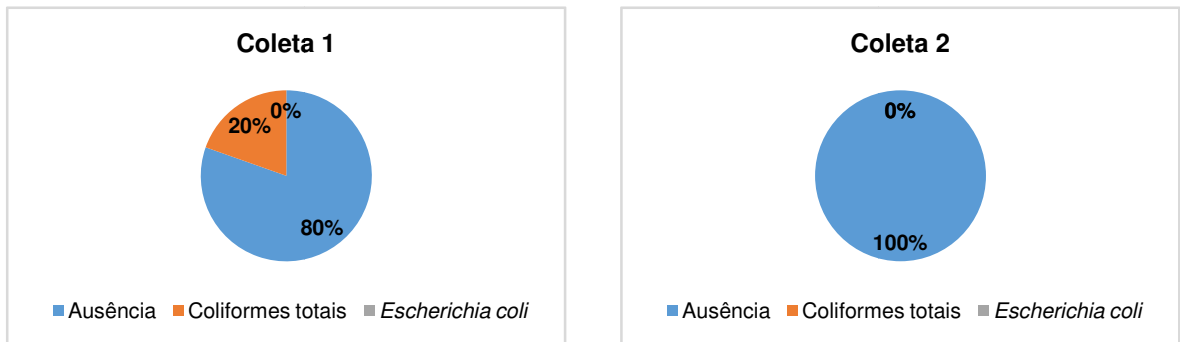 Coleta 1
0%
20%
80%
Ausência Coliformes totais Escherichia coli
Coleta 2
0%
100%
Ausência Coliformes totais Escherichia coli